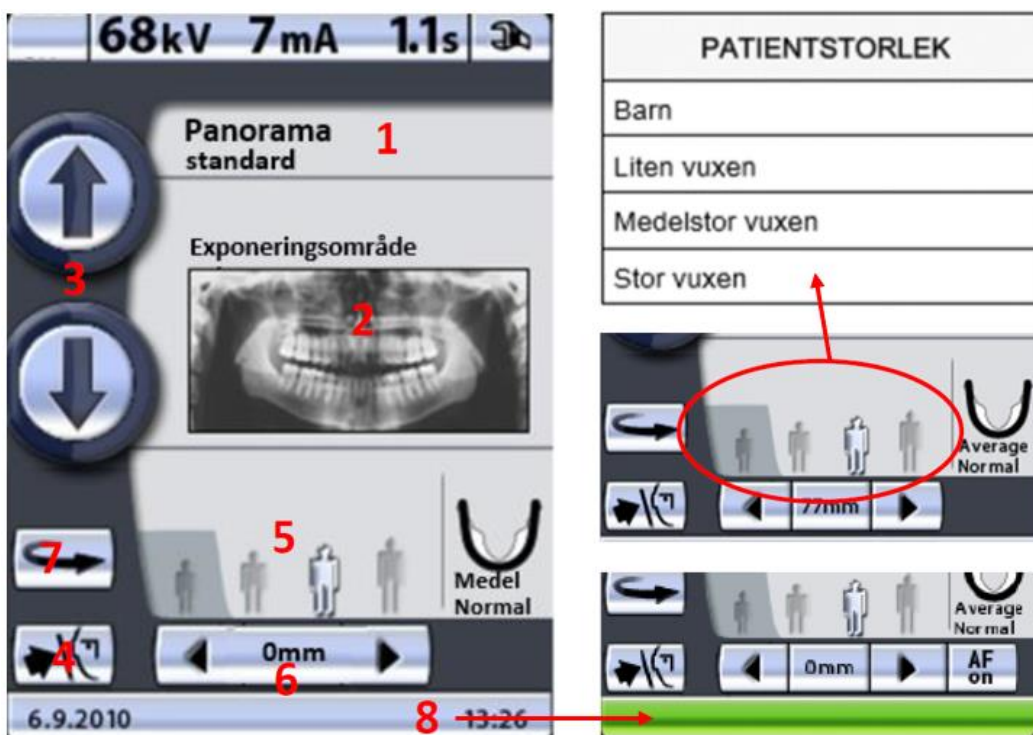 68kV 7mA 1.1s
Panorama
standard
1
Exponeringsområde
2
3
5
7
Medel
Normal
4
0mm
6
6.9.2010
8
13:26
PATIENTSTORLEK
Barn
Liten vuxen
Medelstor vuxen
Stor vuxen
Average
Normal
77mm
Average
Normal
0mm
AF
on